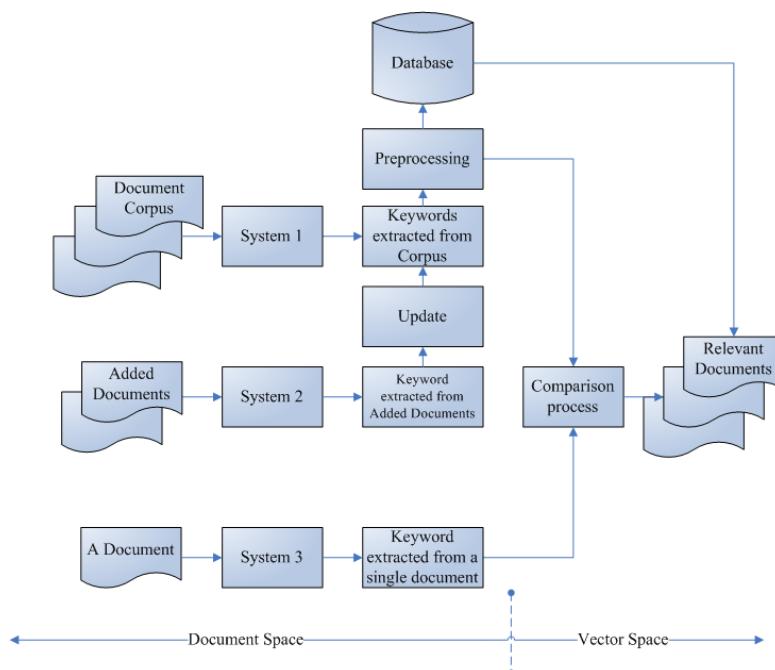 Database
Preprocessing
Document
Corpus
System 1
Keywords
extracted from
Corpus
Update
Added
Documents
System 2
Keyword
extracted from
Added Documents
Comparison
process
Relevant
Documents
A Document
System 3
Keyword
extracted from a
single document
Document Space
Vector Space